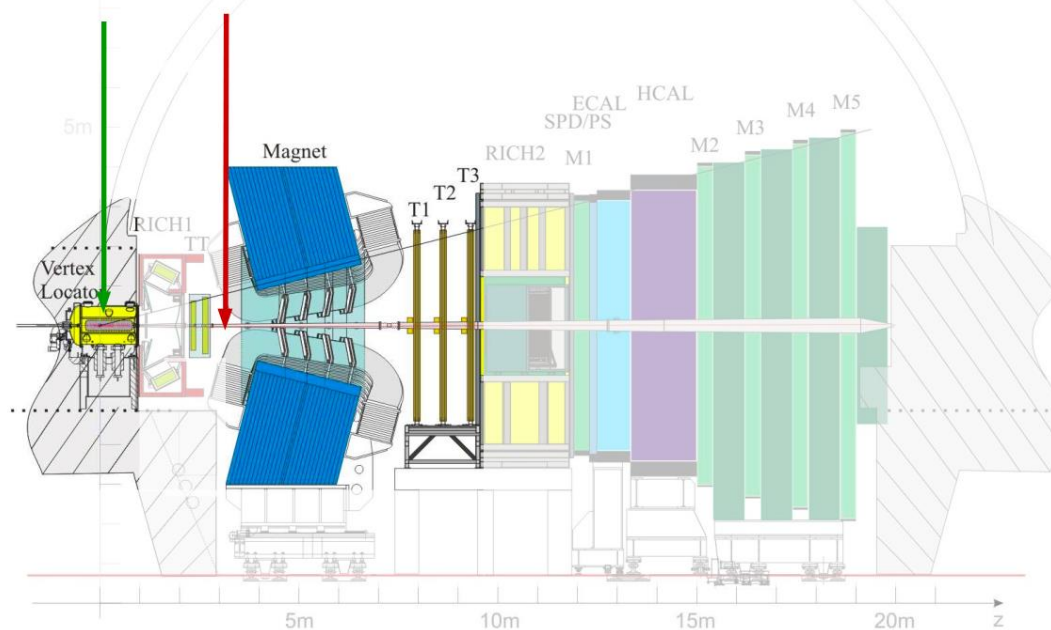 HCAL
M5
ECAL
M4
5m
SPD/PS
M3
Magnet
M2
RICH2
M1
T3
T2
T1
RICH1
TT
Vertex
Locator
5m
10m
15m
20m
z